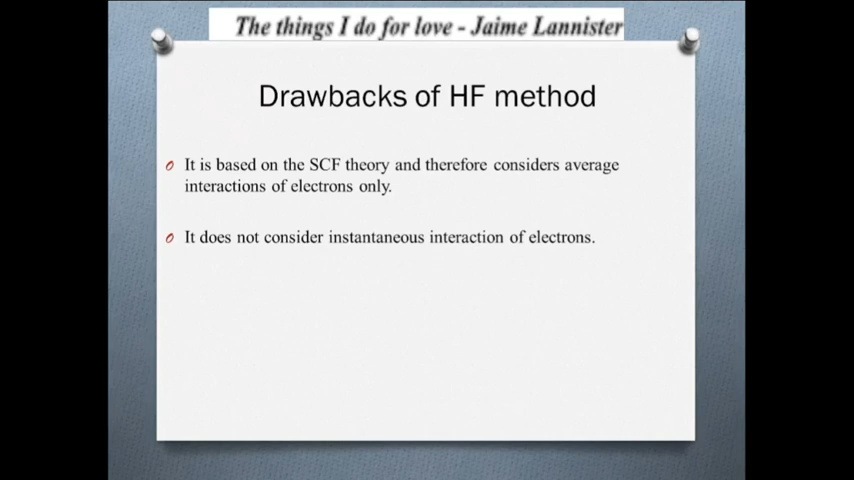 The things I do for love - Jaime Lannister
Drawbacks of HF method
It is based on the SCF theory and therefore considers average
interactions of electrons only.
It does not consider instantaneous interaction of electrons.